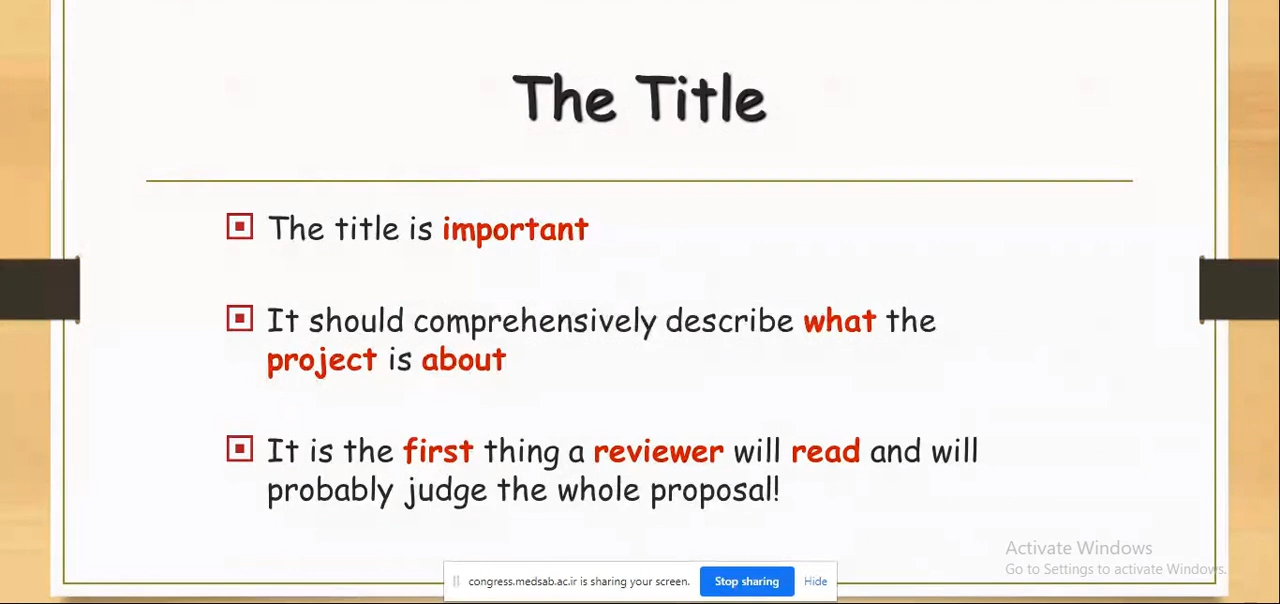 The Title
The title is important
It should comprehensively describe what the
project is about
It is the first thing a reviewer will read and will
probably judge the whole proposal!
Activate Windows
Go to Settings to activate Windows.
congress.medsab.ac.ir is sharing your screen.
Stop sharing
Hide